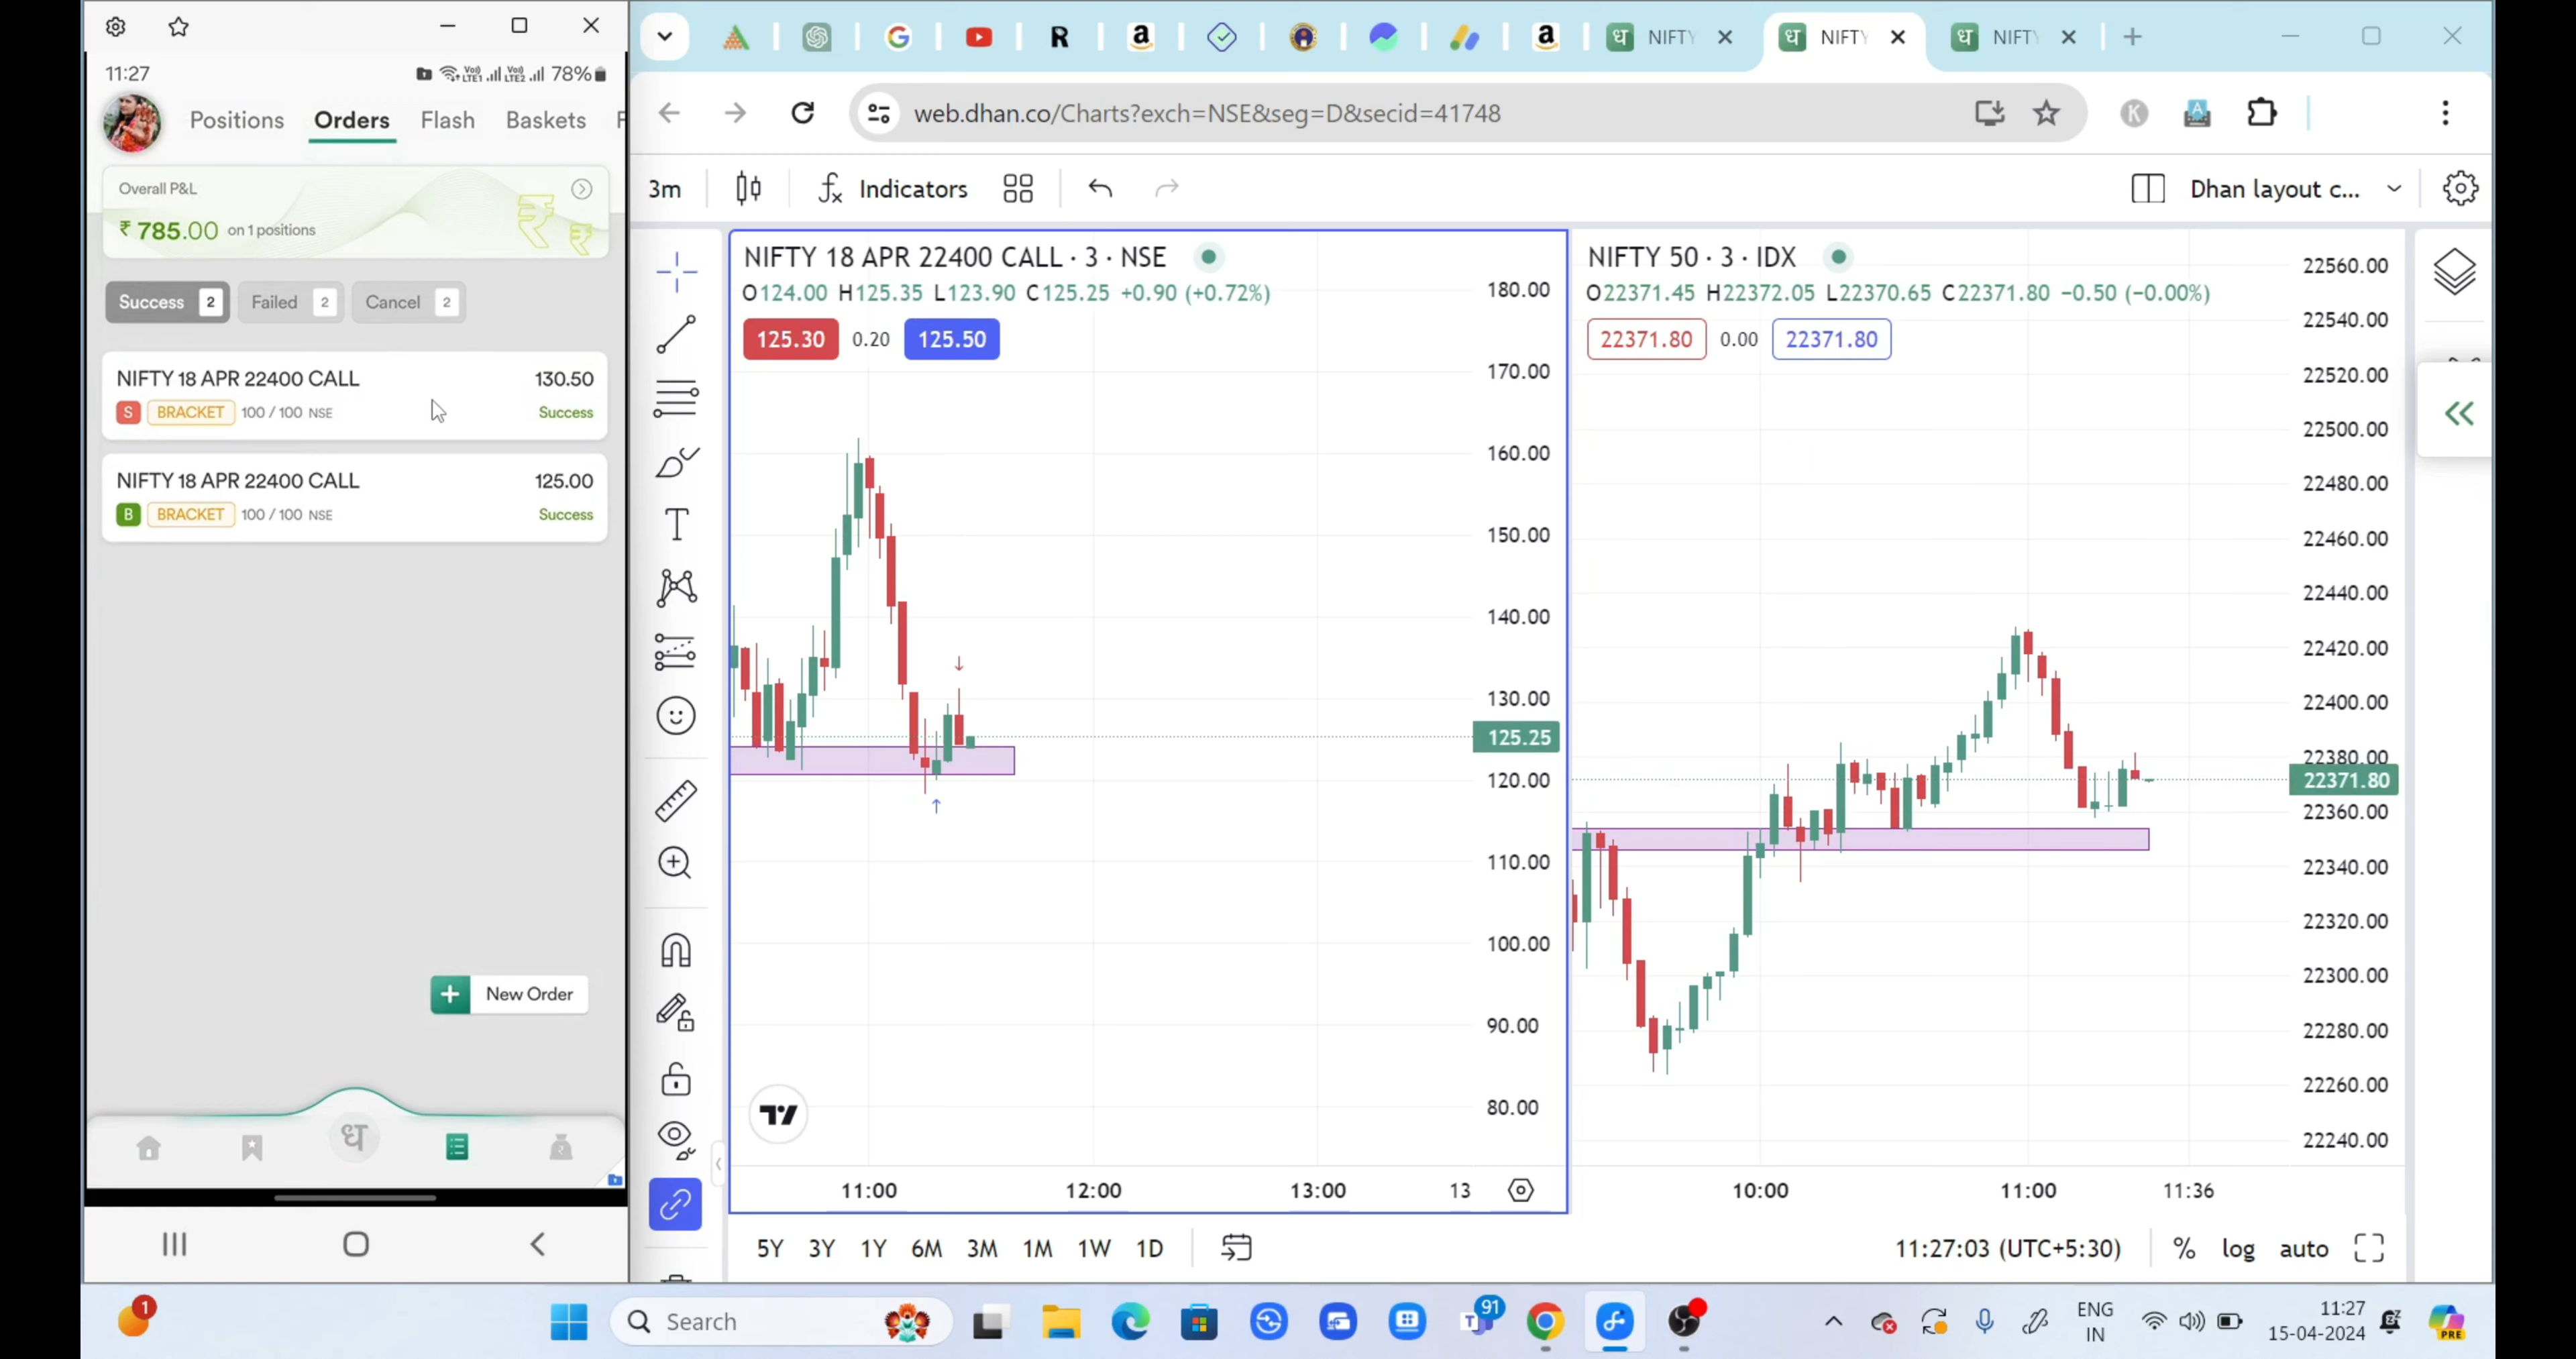 11:27
Vo)) LTE1 Vo)) LTE2 78%
Positions Orders Flash Baskets
Overall P&L
₹ 785.00 on 1 positions
Success 2 Failed 2 Cancel 2
NIFTY 18 APR 22400 CALL 130.50
S BRACKET 100 / 100 NSE Success
NIFTY 18 APR 22400 CALL 125.00
B BRACKET 100 / 100 NSE Success
+ New Order
ध
NIFTY NIFTY NIFTY
web.dhan.co/Charts?exch=NSE&seg=D&secid=41748
3m Indicators Dhan layout c...
NIFTY 18 APR 22400 CALL · 3 · NSE
O124.00 H125.35 L123.90 C125.25 +0.90 (+0.72%)
125.30 0.20 125.50
180.00
170.00
160.00
150.00
140.00
130.00
125.25
120.00
110.00
100.00
90.00
80.00
11:00 12:00 13:00 13
NIFTY 50 · 3 · IDX
O22371.45 H22372.05 L22370.65 C22371.80 −0.50 (−0.00%)
22371.80 0.00 22371.80
22560.00
22540.00
22520.00
22500.00
22480.00
22460.00
22440.00
22420.00
22400.00
22380.00
22371.80
22360.00
22340.00
22320.00
22300.00
22280.00
22260.00
22240.00
10:00 11:00 11:36
5Y 3Y 1Y 6M 3M 1M 1W 1D
11:27:03 (UTC+5:30) % log auto
1
Search
91
ENG
IN
11:27
15-04-2024
PRE